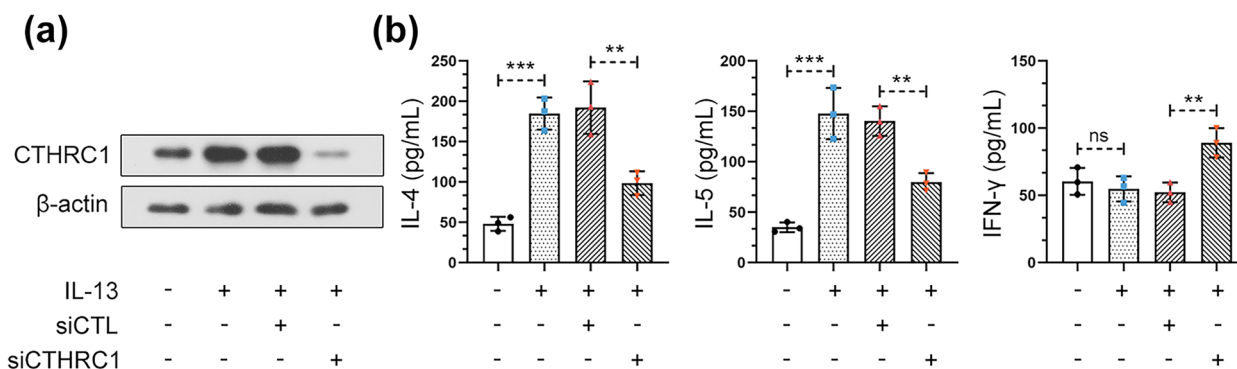 (a)
CTHRC1
β-actin
IL-13 - + + +
siCTL - - + -
siCTHRC1 - - - +
(b)
IL-4 (pg/mL)
250
200
150
100
50
0
***
**
- + + +
- - + -
- - - +
IL-5 (pg/mL)
200
150
100
50
0
***
**
- + + +
- - + -
- - - +
IFN-γ (pg/mL)
150
100
50
0
ns
**
- + + +
- - + -
- - - +